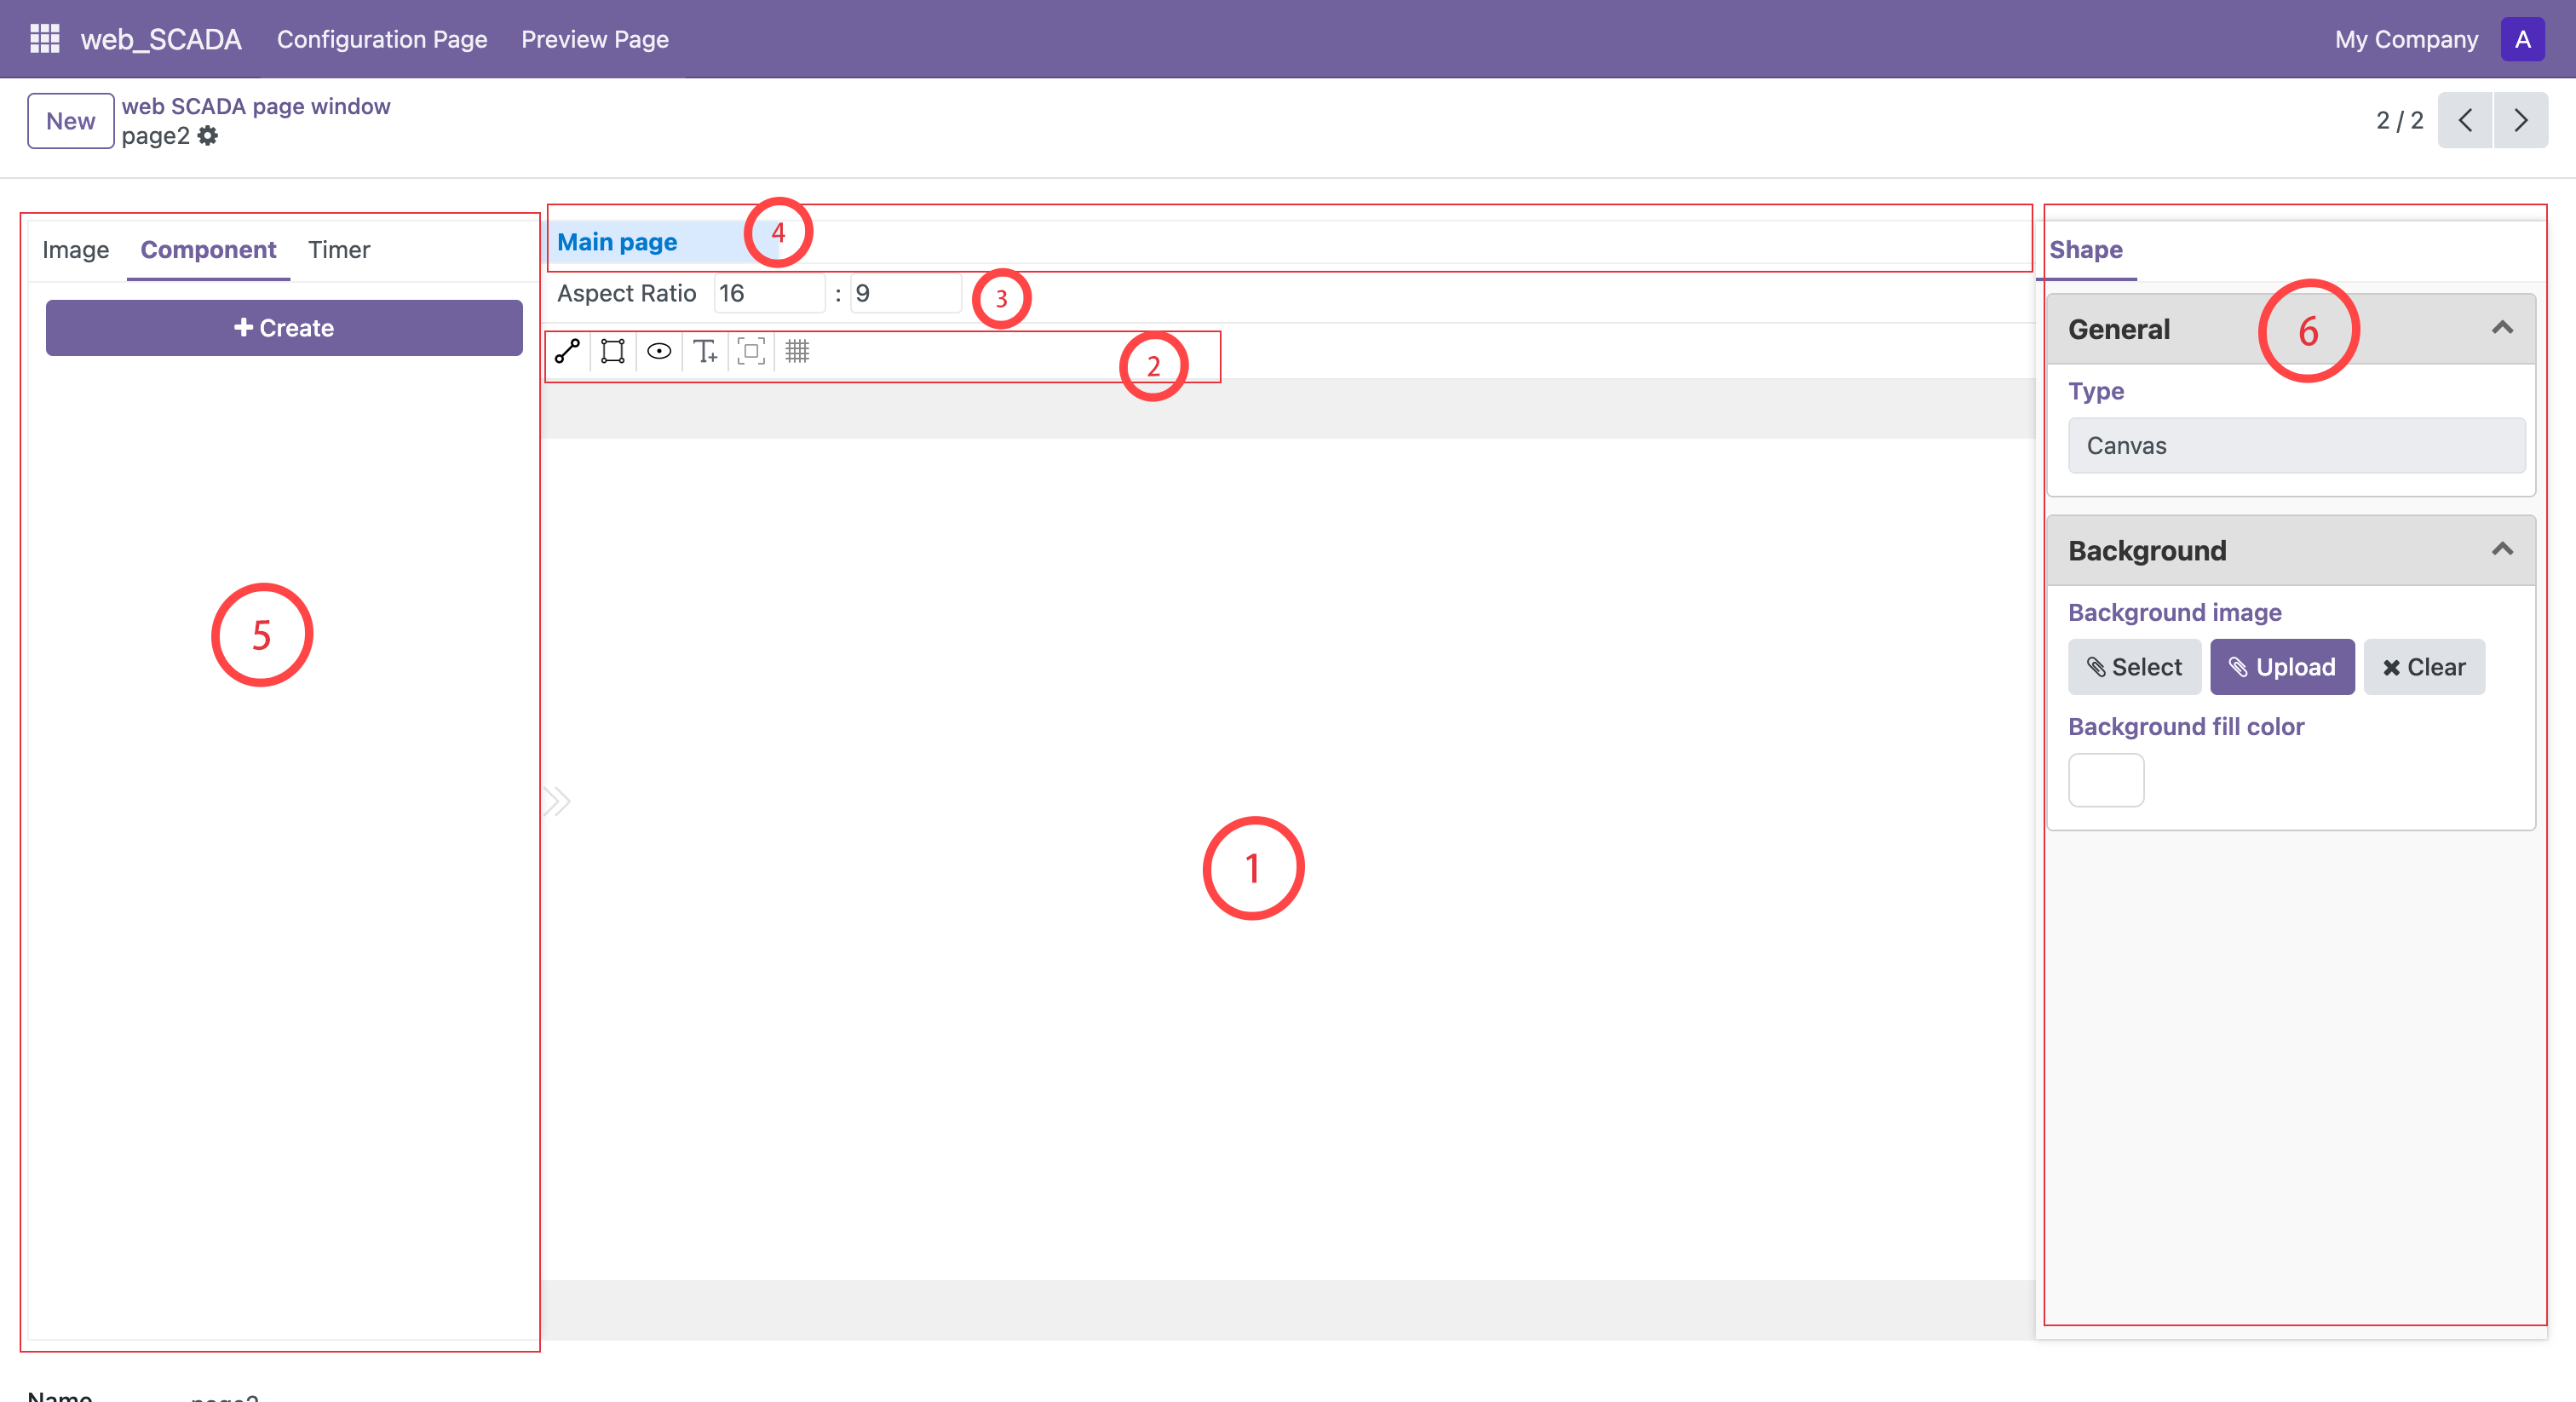 web_SCADA Configuration Page Preview Page My Company A
New web SCADA page window
page2
2 / 2
Image Component Timer
+ Create
5
Main page 4
Aspect Ratio 16 : 9 3
T+ 2
1
Shape
General 6
Type
Canvas
Background
Background image
Select Upload Clear
Background fill color
Name page2